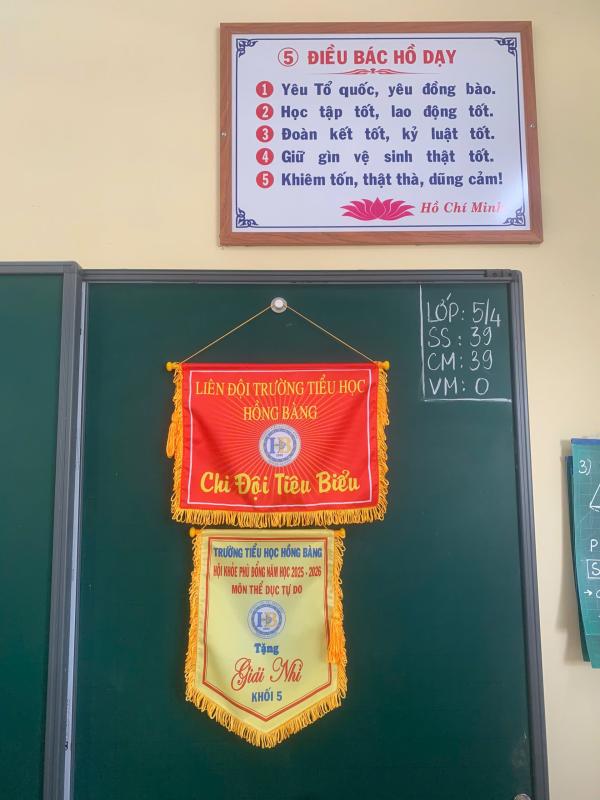 5 ĐIỀU BÁC HỒ DẠY
1 Yêu Tổ quốc, yêu đồng bào.
2 Học tập tốt, lao động tốt.
3 Đoàn kết tốt, kỷ luật tốt.
4 Giữ gìn vệ sinh thật tốt.
5 Khiêm tốn, thật thà, dũng cảm!
Hồ Chí Minh
LỚP: 5/4
SS: 39
CM: 39
VM: 0
LIÊN ĐỘI TRƯỜNG TIỂU HỌC
HỒNG BÀNG
HB
Chi Đội Tiêu Biểu
TRƯỜNG TIỂU HỌC HỒNG BÀNG
HỘI KHỎE PHÙ ĐỔNG NĂM HỌC 2025 - 2026
MÔN THỂ DỤC TỰ DO
HB
Tặng
Giải Nhì
KHỐI 5
3)
P
S